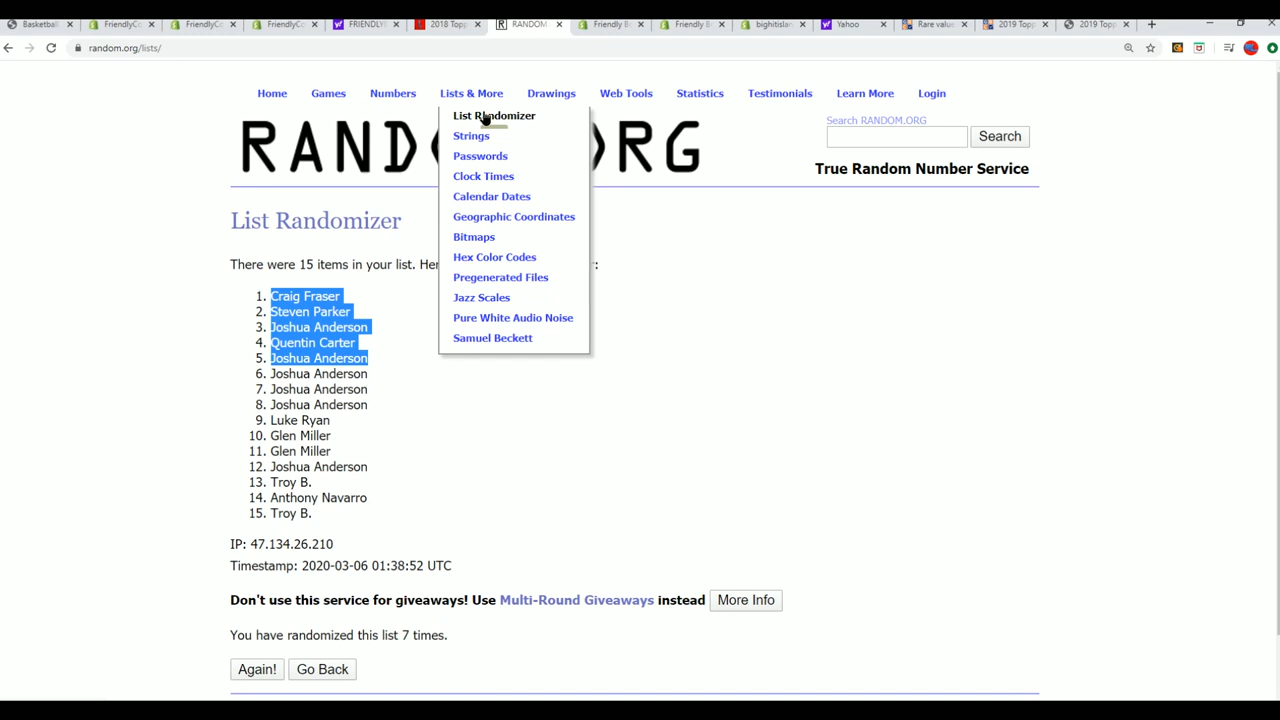 Basketball
FriendlyCo
FriendlyCo
FriendlyCo
FRIENDLYB
2018 Topp
RANDOM
Friendly B
Friendly B
bighitislan
Yahoo
Rare value
2019 Topp
2019 Topp
random.org/lists/
Home Games Numbers Lists & More Drawings Web Tools Statistics Testimonials Learn More Login
List Randomizer
Strings
Passwords
Clock Times
Calendar Dates
Geographic Coordinates
Bitmaps
Hex Color Codes
Pregenerated Files
Jazz Scales
Pure White Audio Noise
Samuel Beckett
Search RANDOM.ORG
Search
True Random Number Service
List Randomizer
There were 15 items in your list. Her
:
1. Craig Fraser
2. Steven Parker
3. Joshua Anderson
4. Quentin Carter
5. Joshua Anderson
6. Joshua Anderson
7. Joshua Anderson
8. Joshua Anderson
9. Luke Ryan
10. Glen Miller
11. Glen Miller
12. Joshua Anderson
13. Troy B.
14. Anthony Navarro
15. Troy B.
IP: 47.134.26.210
Timestamp: 2020-03-06 01:38:52 UTC
Don't use this service for giveaways! Use Multi-Round Giveaways instead More Info
You have randomized this list 7 times.
Again! Go Back